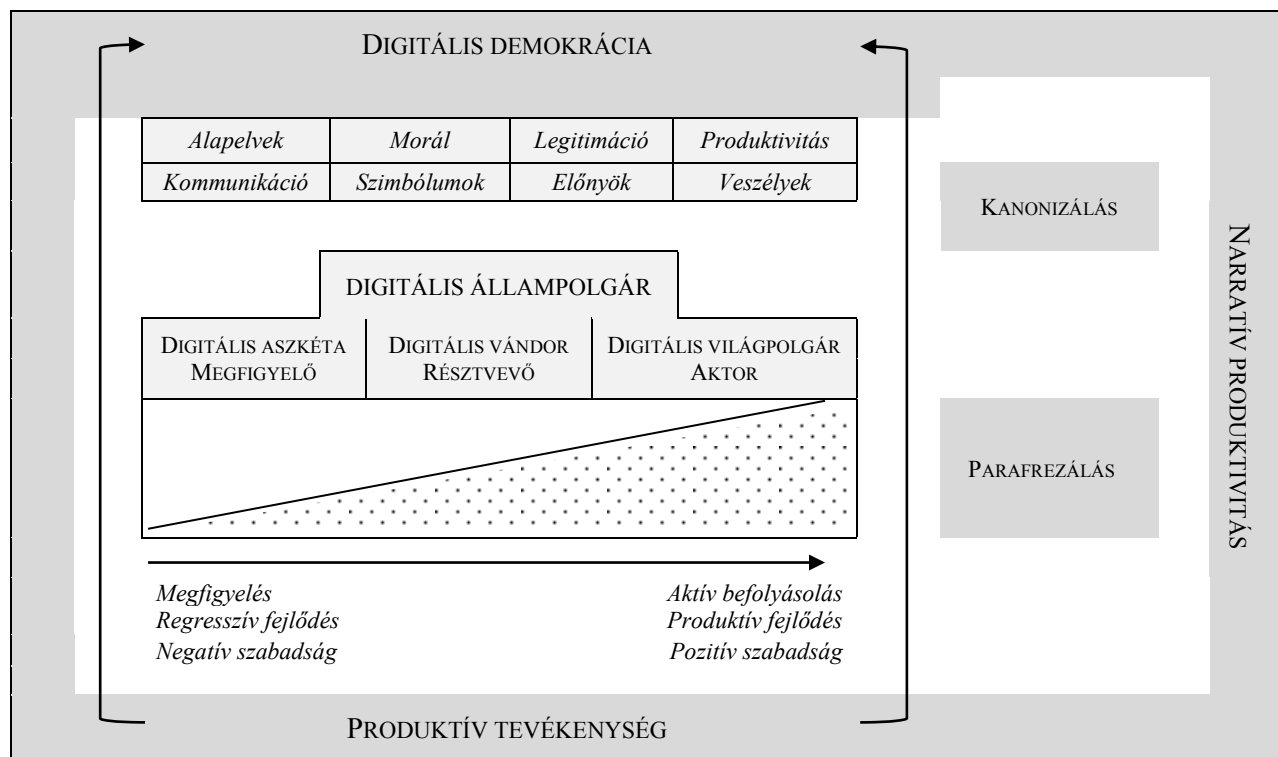 DIGITÁLIS DEMOKRÁCIA
Alapelvek Morál Legitimáció Produktivitás
Kommunikáció Szimbólumok Előnyök Veszélyek
DIGITÁLIS ÁLLAMPOLGÁR
DIGITÁLIS ASZKÉTA
MEGFIGYELŐ
DIGITÁLIS VÁNDOR
RÉSZTVEVŐ
DIGITÁLIS VILÁGPOLGÁR
AKTOR
Megfigyelés
Regresszív fejlődés
Negatív szabadság
Aktív befolyásolás
Produktív fejlődés
Pozitív szabadság
PRODUKTÍV TEVÉKENYSÉG
KANONIZÁLÁS
PARAFREZÁLÁS
NARRATÍV PRODUKTIVITÁS